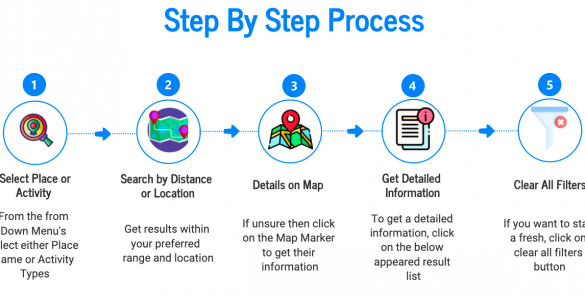 Step By Step Process
1
2
3
4
5
Select Place or
Activity
From the from
Down Menu's
select either Place
Name or Activity
Types
Search by Distance
or Location
Get results within
your preferred
range and location
Details on Map
If unsure then click
on the Map Marker
to get their
information
Get Detailed
Information
To get a detailed
information, click
on the below
appeared result
list
Clear All Filters
If you want to sta
a fresh, click on
clear all filters
button